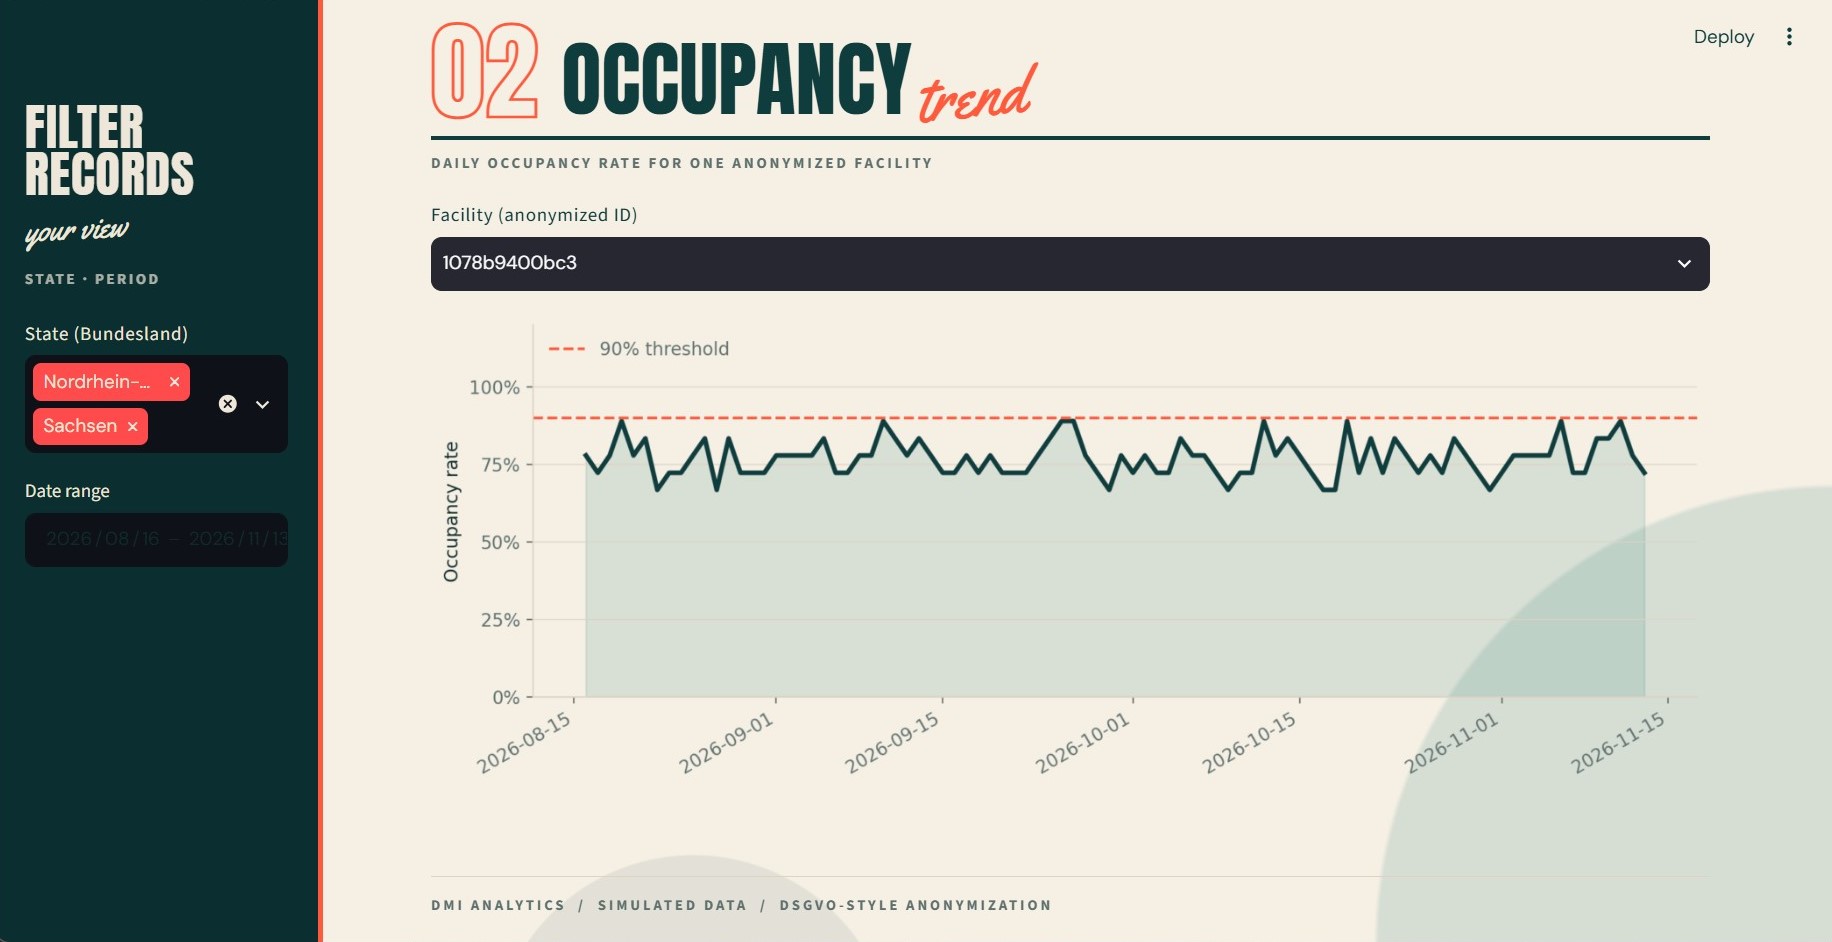 FILTER
RECORDS
your view
STATE · PERIOD
State (Bundesland)
Nordrhein-…
Sachsen
Date range
2026/08/16 – 2026/11/13
Deploy
02 OCCUPANCY trend
DAILY OCCUPANCY RATE FOR ONE ANONYMIZED FACILITY
Facility (anonymized ID)
1078b9400bc3
90% threshold
100%
75%
50%
25%
0%
Occupancy rate
2026-08-15
2026-09-01
2026-09-15
2026-10-01
2026-10-15
2026-11-01
2026-11-15
DMI ANALYTICS / SIMULATED DATA / DSGVO-STYLE ANONYMIZATION